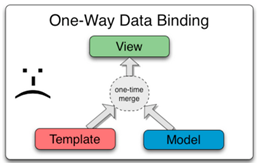 One-Way Data Binding
View
one-time
merge
Template
Model